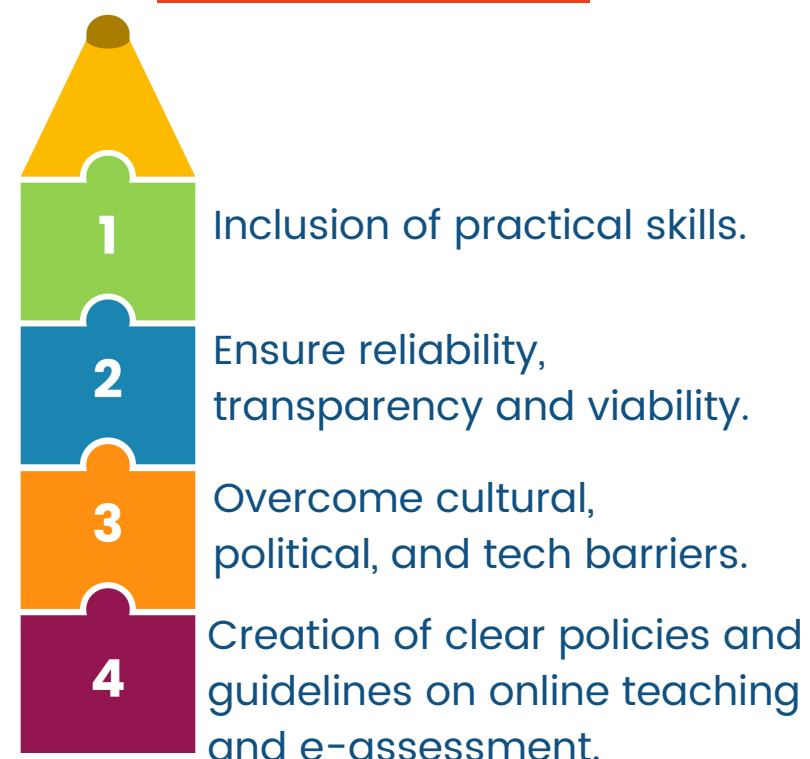 1
Inclusion of practical skills.
2
Ensure reliability,
transparency and viability.
3
Overcome cultural,
political, and tech barriers.
4
Creation of clear policies and
guidelines on online teaching
and e-assessment.